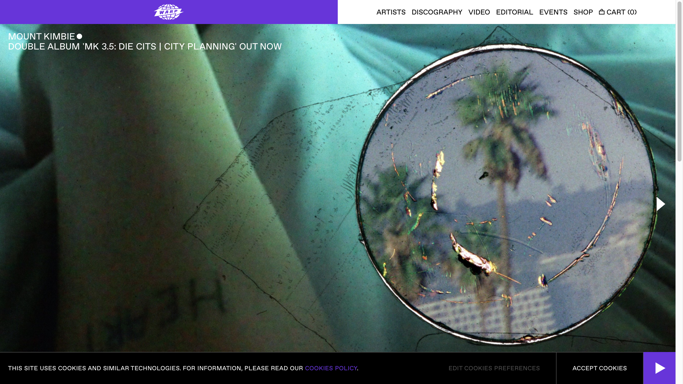 WARP
ARTISTS DISCOGRAPHY VIDEO EDITORIAL EVENTS SHOP CART (0)
MOUNT KIMBIE
DOUBLE ALBUM 'MK 3.5: DIE CUTS | CITY PLANNING' OUT NOW
HEART
THIS SITE USES COOKIES AND SIMILAR TECHNOLOGIES. FOR INFORMATION, PLEASE READ OUR COOKIES POLICY.
EDIT COOKIES PREFERENCES
ACCEPT COOKIES